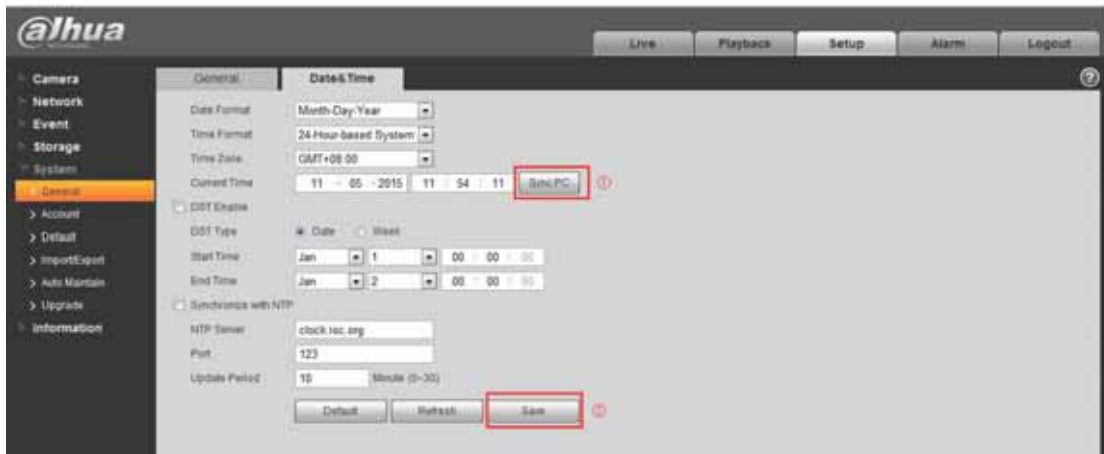 alhua
Live Playback Setup Alarm Logout
Camera
Network
Event
Storage
System
General
Account
Default
Import/Export
Auto Maintain
Upgrade
Information
General Date&Time
Date Format Month-Day-Year
Time Format 24-Hour-based System
Time Zone GMT+08:00
Current Time 11 - 05 - 2015 11 : 54 : 11 Sync PC ①
DST Enable
DST Type Date Week
Start Time Jan 1 00 : 00 : 00
End Time Jan 2 00 : 00 : 00
Synchronize with NTP
NTP Server clock.isc.org
Port 123
Update Period 10 Minute (0~30)
Default Refresh Save ②